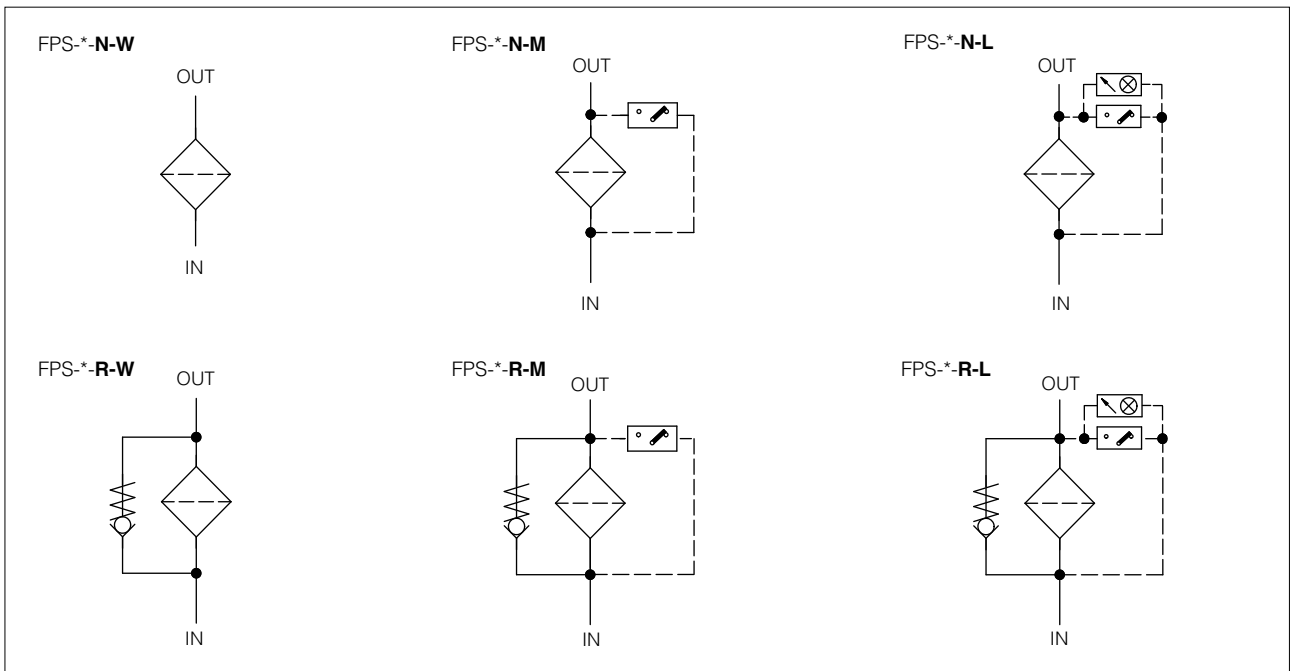 FPS-*-N-W
OUT
IN
FPS-*-N-M
OUT
IN
FPS-*-N-L
OUT
IN
FPS-*-R-W
OUT
IN
FPS-*-R-M
OUT
IN
FPS-*-R-L
OUT
IN